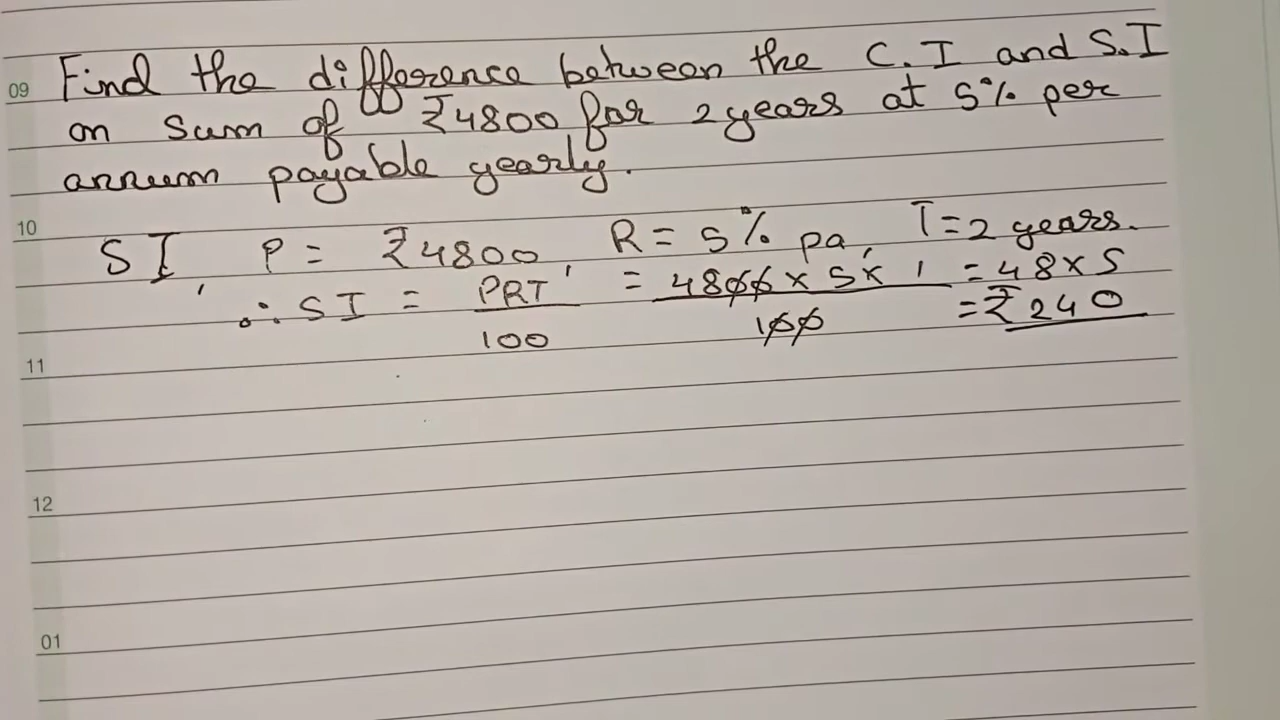 09 Find the difference between the C.I and S.I
on sum of ₹4800 for 2 years at 5% per
annum payable yearly.
10
SI, P = ₹4800, R = 5% pa, T = 2 years.
∴ SI = PRT/100 = 4800 x 5 x 1/100 = 48 x 5
= ₹240
11
12
01